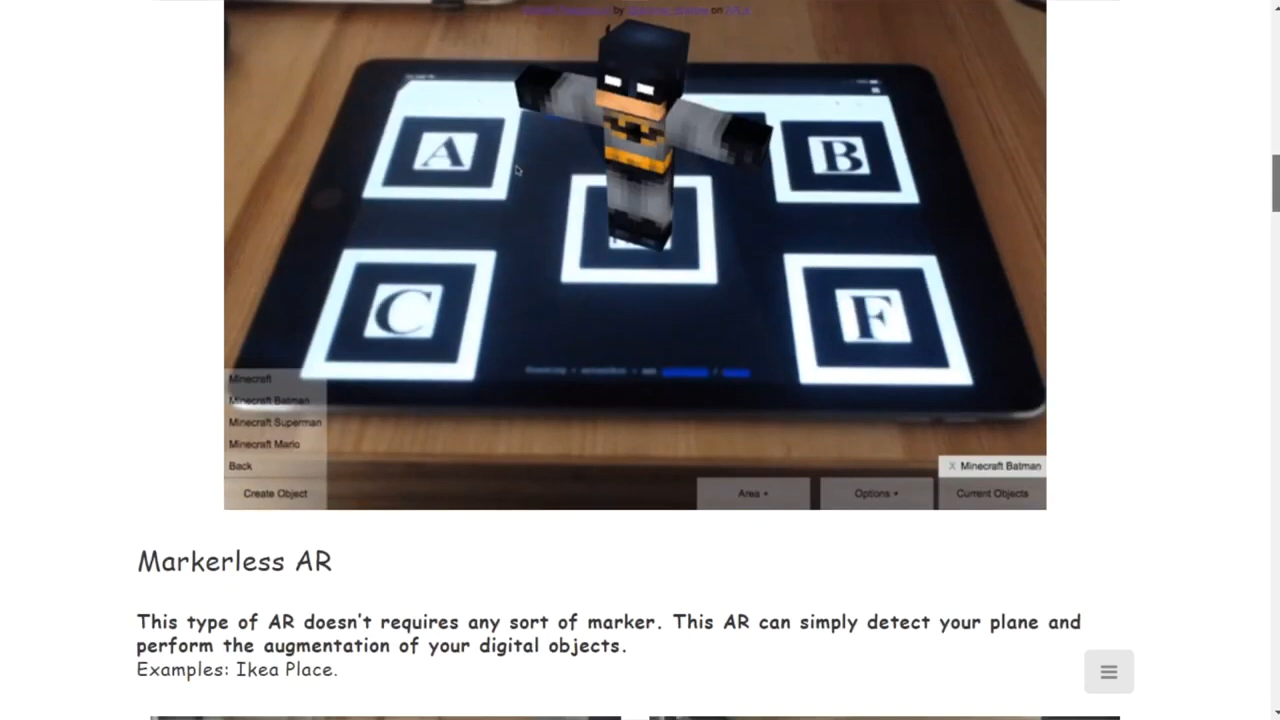 by
on
A
B
C
F
Minecraft
Minecraft Batman
Minecraft Superman
Minecraft Mario
Back
Create Object
Area
Options
X Minecraft Batman
Current Objects
Markerless AR
This type of AR doesn't requires any sort of marker. This AR can simply detect your plane and
perform the augmentation of your digital objects.
Examples: Ikea Place.